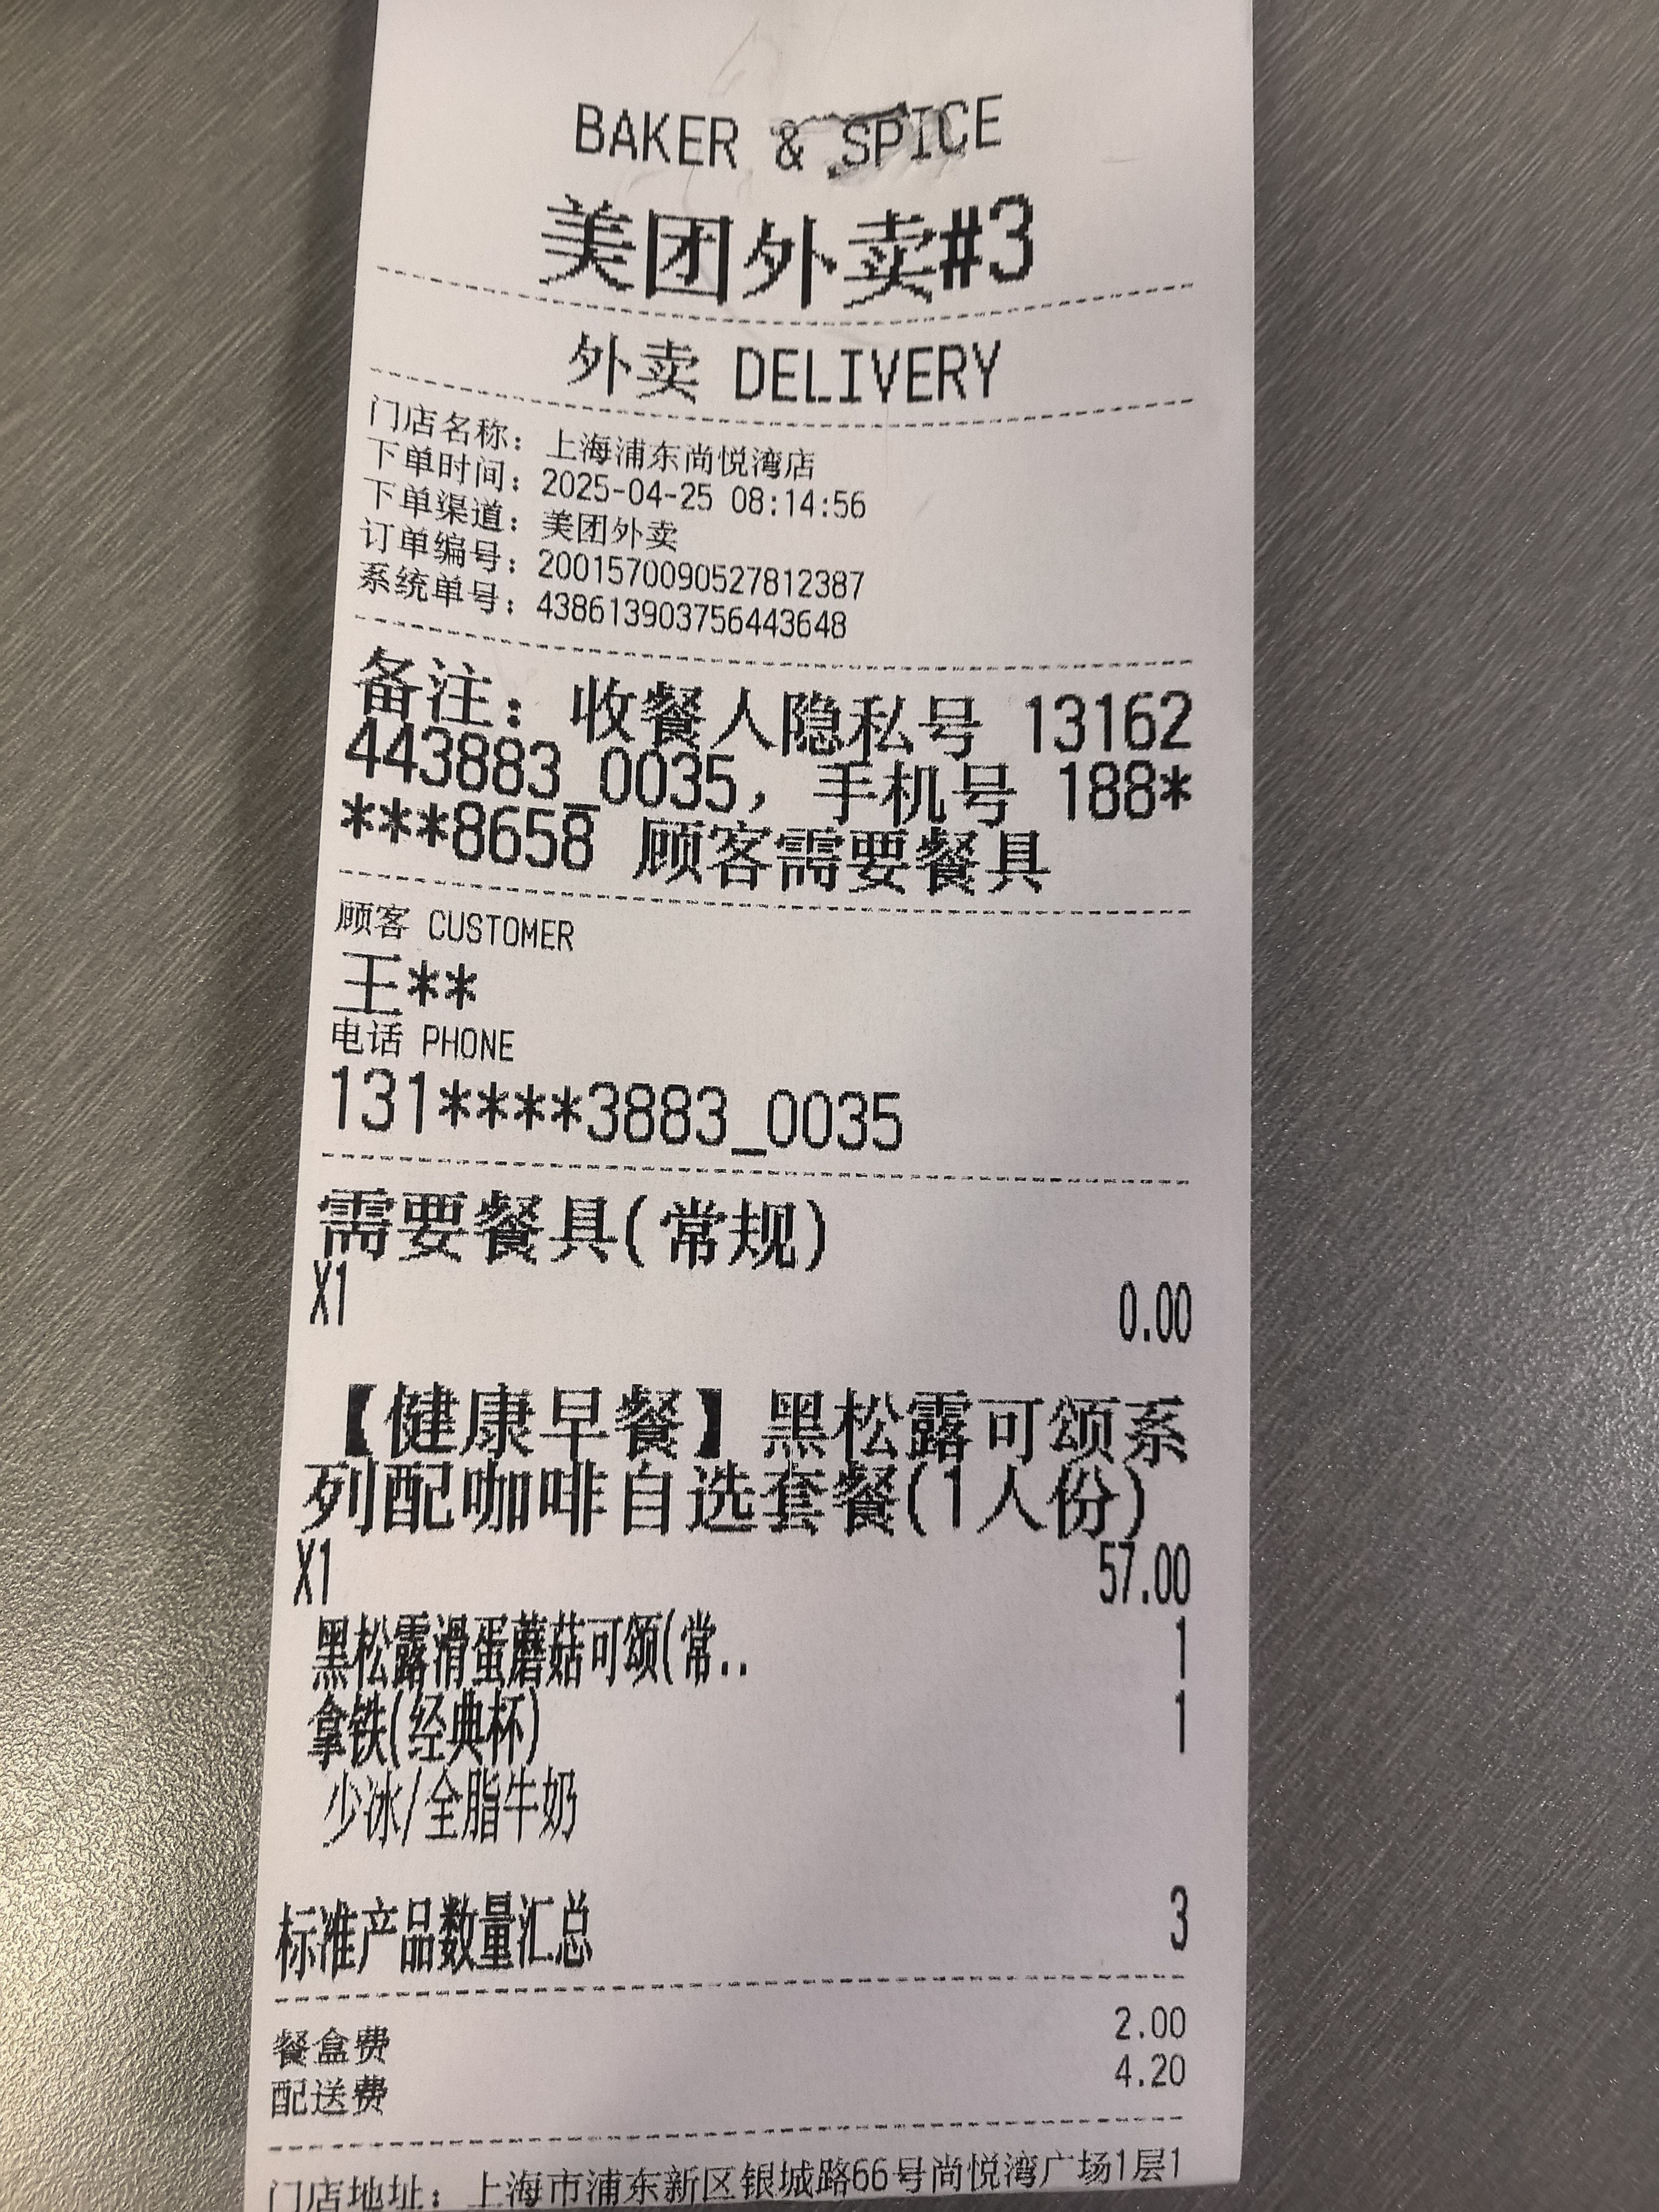 BAKER & SPICE
美团外卖#3
外卖 DELIVERY
门店名称：上海浦东尚悦湾店
下单时间：2025-04-25 08:14:56
下单渠道：美团外卖
订单编号：2001570090527812387
系统单号：438613903756443648
备注：收餐人隐私号 13162
443883_0035，手机号 188*
***8658 顾客需要餐具
顾客 CUSTOMER
王**
电话 PHONE
131****3883_0035
需要餐具(常规)
X1 0.00
【健康早餐】黑松露可颂系
列配咖啡自选套餐(1人份)
X1 57.00
黑松露滑蛋蘑菇可颂(常.. 1
拿铁(经典杯) 1
少冰/全脂牛奶
标准产品数量汇总 3
餐盒费 2.00
配送费 4.20
门店地址：上海市浦东新区银城路66号尚悦湾广场1层1